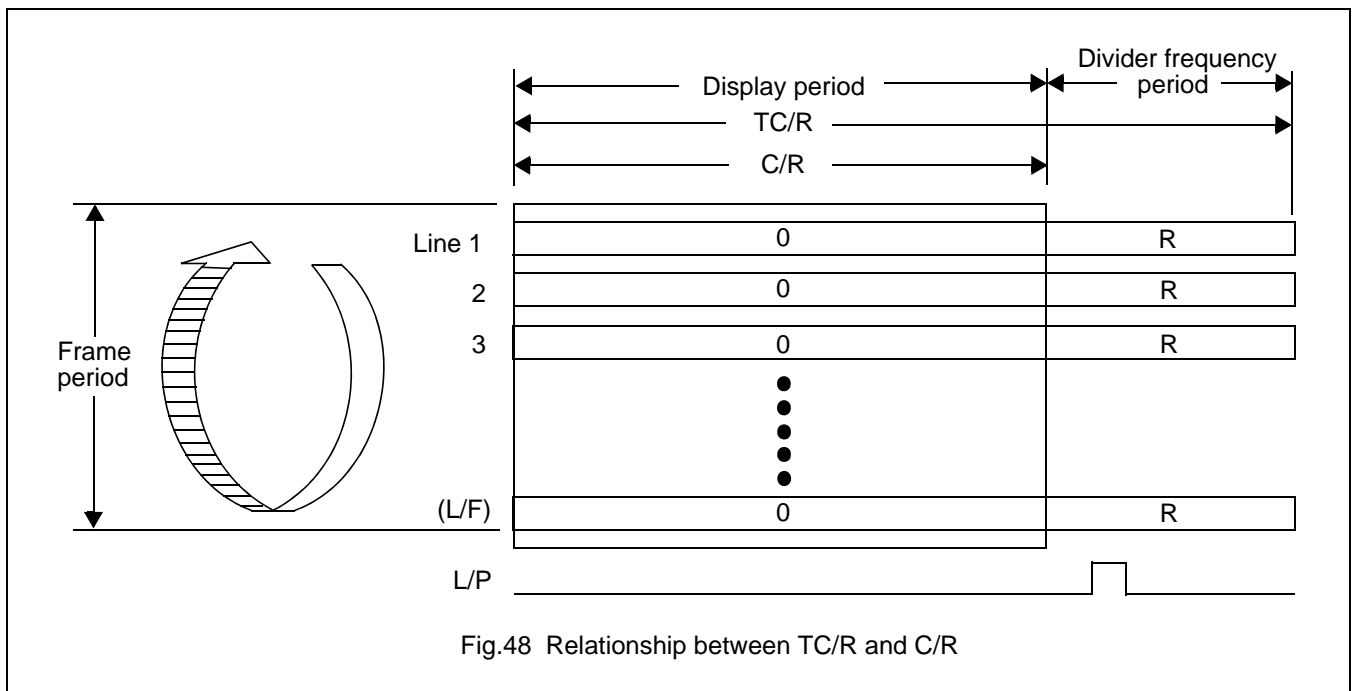 Divider frequency
period
Display period
TC/R
C/R
Line 1 0 R
2 0 R
3 0 R
Frame
period
(L/F) 0 R
L/P
Fig.48 Relationship between TC/R and C/R